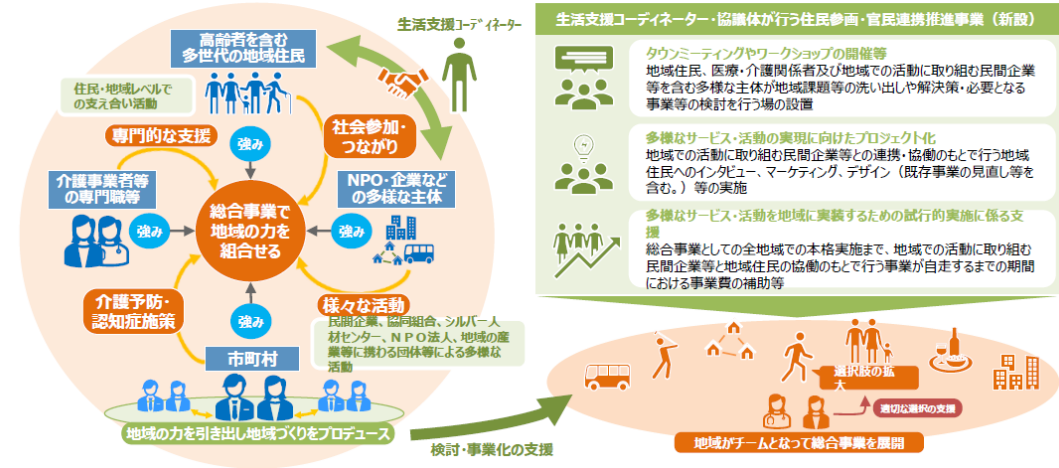 生活支援コーディネーター
高齢者を含む
多世代の地域住民
住民・地域レベルで
の支え合い活動
専門的な支援
強み
社会参加・
つながり
介護事業者等
の専門職等
強み
総合事業で
地域の力を
組合せる
強み
NPO・企業など
の多様な主体
介護予防・
認知症施策
強み
様々な活動
民間企業、協同組合、シルバー人
材センター、NPO法人、地域の産
業等に携わる団体等による多様な
活動
市町村
地域の力を引き出し地域づくりをプロデュース
検討・事業化の支援
生活支援コーディネーター・協議体が行う住民参画・官民連携推進事業（新設）
タウンミーティングやワークショップの開催等
地域住民、医療・介護関係者及び地域での活動に取り組む民間企業
等を含む多様な主体が地域課題等の洗い出しや解決策・必要となる
事業等の検討を行う場の設置
多様なサービス・活動の実現に向けたプロジェクト化
地域での活動に取り組む民間企業等との連携・協働のもとで行う地域
住民へのインタビュー、マーケティング、デザイン（既存事業の見直し等を
含む。）等の実施
多様なサービス・活動を地域に実装するための試行的実施に係る支
援
総合事業としての全地域での本格実施まで、地域での活動に取り組む
民間企業等と地域住民の協働のもとで行う事業が自走するまでの期間
における事業費の補助等
選択肢の拡
大
適切な選択の支援
地域がチームとなって総合事業を展開